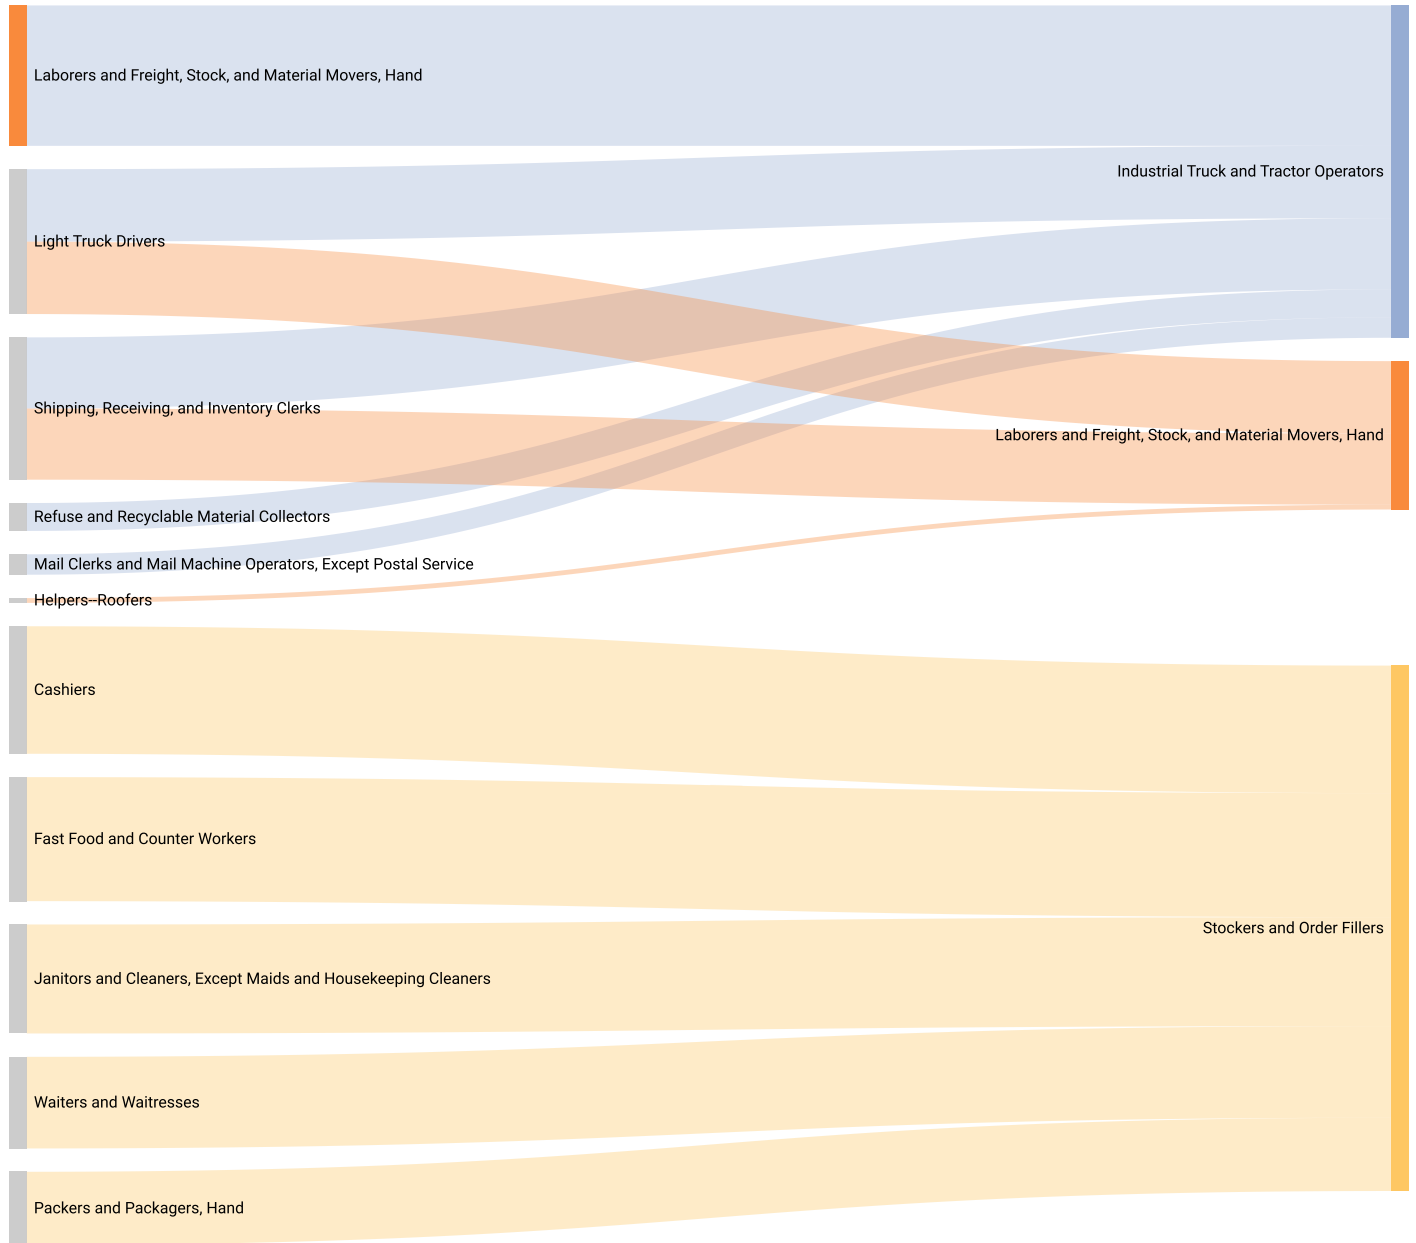 Laborers and Freight, Stock, and Material Movers, Hand
Industrial Truck and Tractor Operators
Light Truck Drivers
Shipping, Receiving, and Inventory Clerks
Laborers and Freight, Stock, and Material Movers, Hand
Refuse and Recyclable Material Collectors
Mail Clerks and Mail Machine Operators, Except Postal Service
Helpers--Roofers
Cashiers
Fast Food and Counter Workers
Stockers and Order Fillers
Janitors and Cleaners, Except Maids and Housekeeping Cleaners
Waiters and Waitresses
Packers and Packagers, Hand